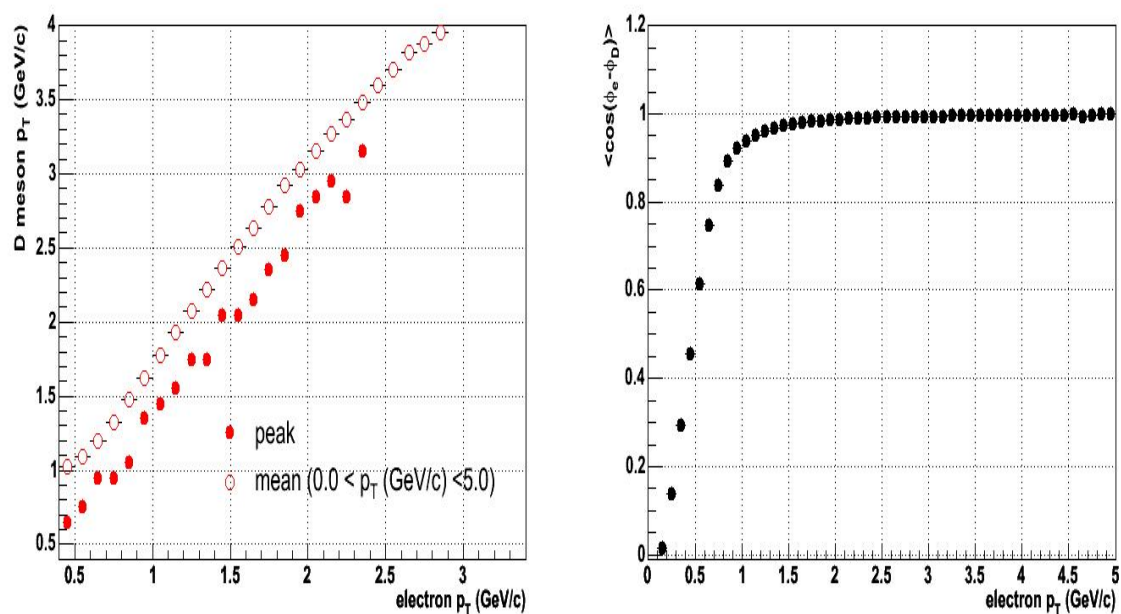 D meson p_T (GeV/c)
4
3.5
3
2.5
2
1.5
1
0.5
peak
mean (0.0 < p_T (GeV/c) <5.0)
0.5 1 1.5 2 2.5 3
electron p_T (GeV/c)
<cos(ϕ_e-ϕ_D)>
1.2
1
0.8
0.6
0.4
0.2
0
0 0.5 1 1.5 2 2.5 3 3.5 4 4.5 5
electron p_T (GeV/c)